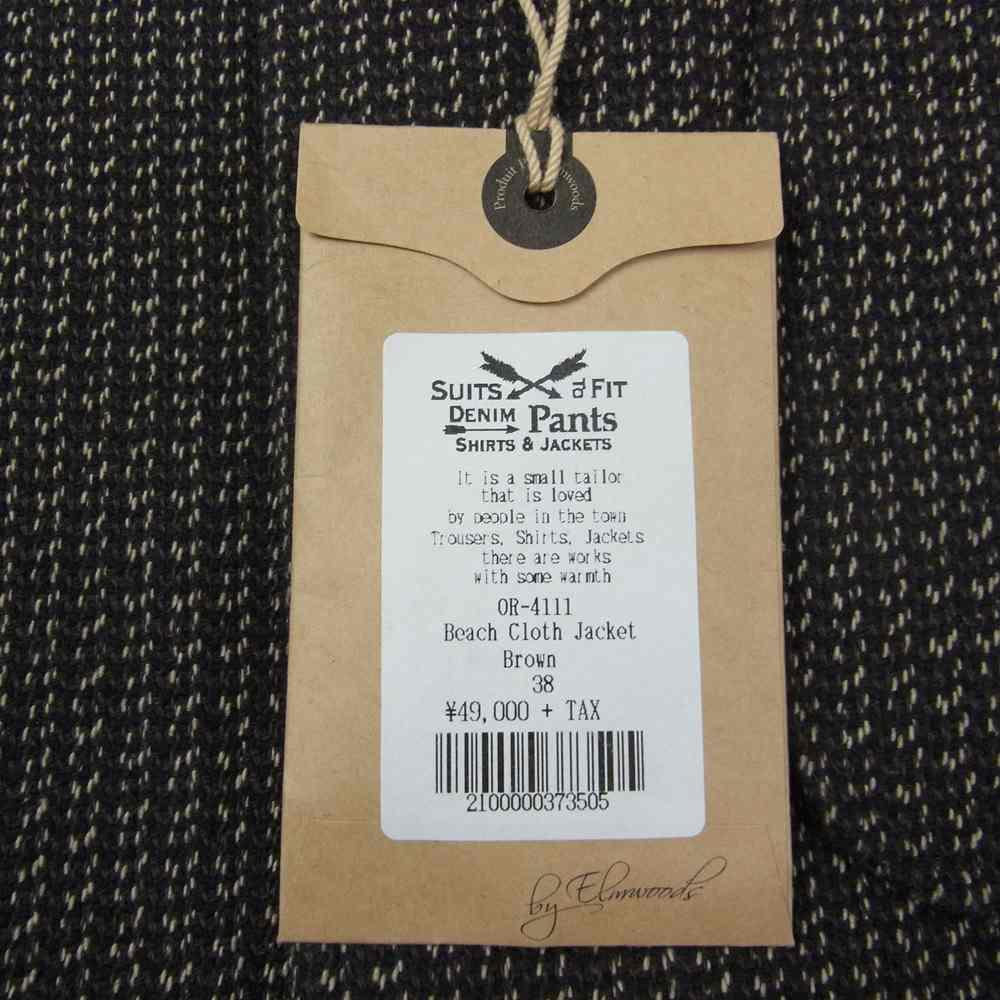 Produit
SUITS & FIT
DENIM Pants
SHIRTS & JACKETS
It is a small tailor
that is loved
by people in the town
Trousers, Shirts, Jackets
there are works
with some warmth
OR-4111
Beach Cloth Jacket
Brown
38
¥49,000 + TAX
2100000373505
by Elmwoods